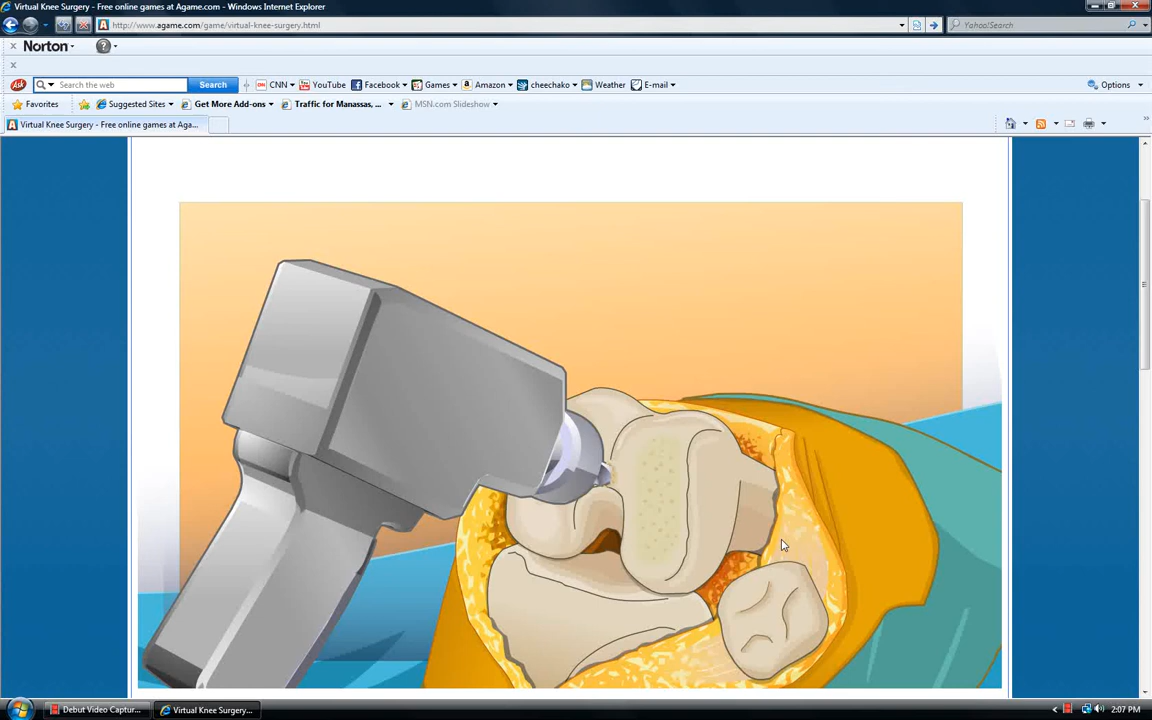 Virtual Knee Surgery - Free online games at Agame.com - Windows Internet Explorer
http://www.agame.com/game/virtual-knee-surgery.html
Yahoo!Search
Norton
Ask Search the web Search CNN YouTube Facebook Games Amazon cheechako Weather E-mail Options
Favorites Suggested Sites Get More Add-ons Traffic for Manassas, ... MSN.com Slideshow
Virtual Knee Surgery - Free online games at Aga...
Debut Video Captur... Virtual Knee Surgery... 2:07 PM